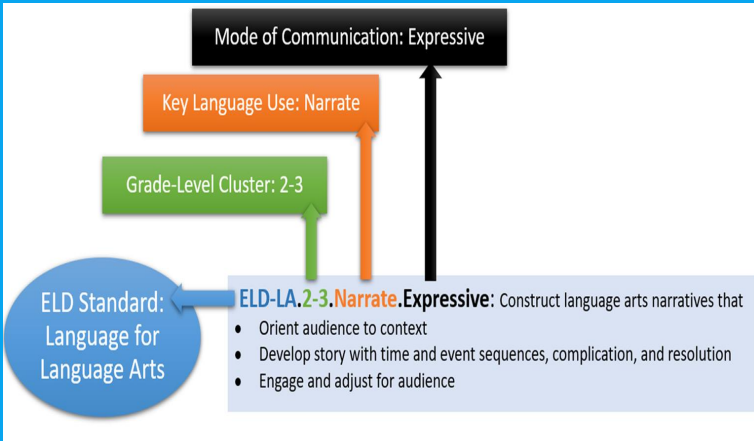 Mode of Communication: Expressive
Key Language Use: Narrate
Grade-Level Cluster: 2-3
ELD Standard:
Language for
Language Arts
ELD-LA.2-3.Narrate.Expressive: Construct language arts narratives that
• Orient audience to context
• Develop story with time and event sequences, complication, and resolution
• Engage and adjust for audience